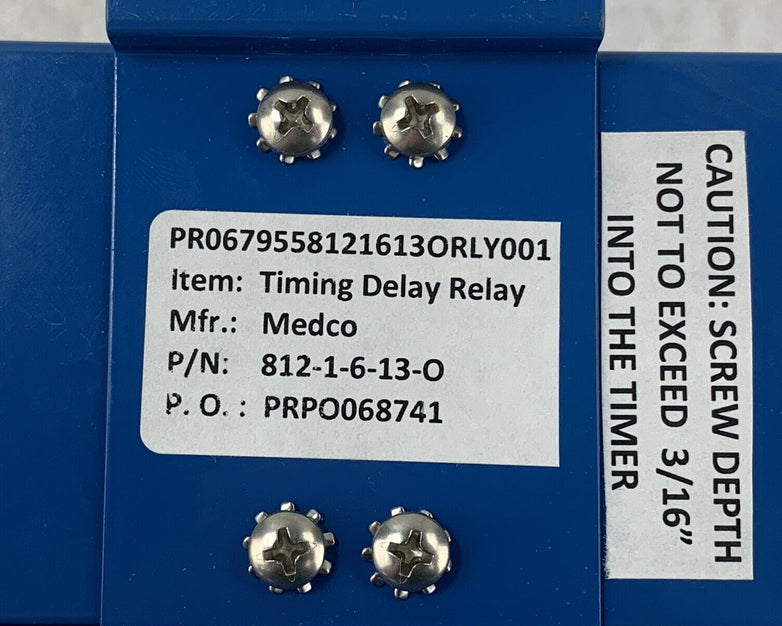 PR0679558121613ORLY001
Item: Timing Delay Relay
Mfr.: Medco
P/N: 812-1-6-13-O
P. O. : PRPO068741
CAUTION: SCREW DEPTH
NOT TO EXCEED 3/16”
INTO THE TIMER